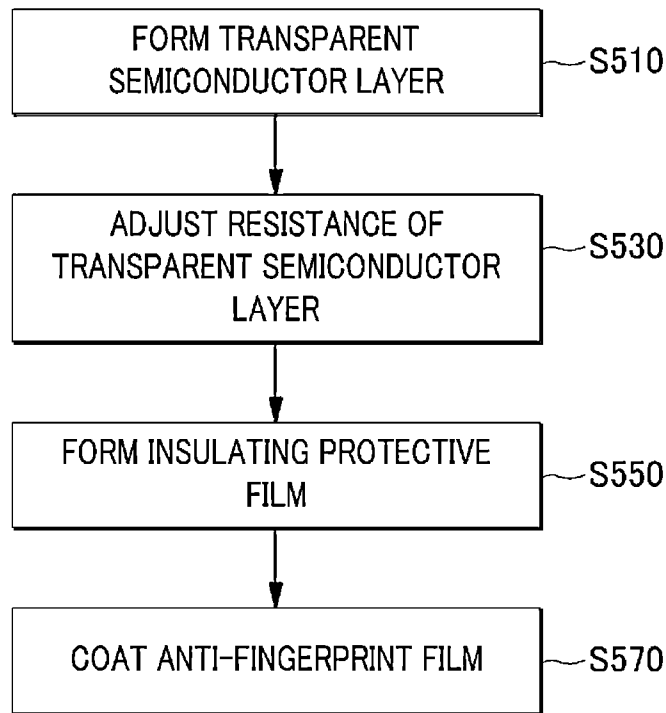 FORM TRANSPARENT
SEMICONDUCTOR LAYER
S510
ADJUST RESISTANCE OF
TRANSPARENT SEMICONDUCTOR
LAYER
S530
FORM INSULATING PROTECTIVE
FILM
S550
COAT ANTI-FINGERPRINT FILM
S570